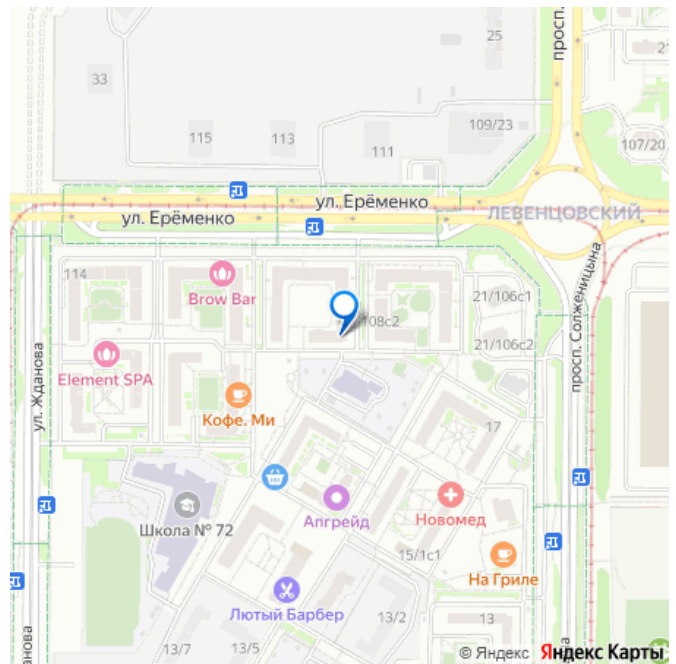 25
просп.
21
33
115
113
111
109/23
107/20
ул. Ерёменко
ул. Ерёменко
ЛЕВЕНЦОВСКИЙ
114
Brow Bar
108с2
21/106с1
21/106с2
просп. Солженицына
ул. Жданова
Element SPA
Кофе. Ми
17
Школа № 72
Апгрейд
Новомед
15/1с1
На Гриле
Лютый Барбер
13/2
13
13/7
13/5
© Яндекс Яндекс Карты